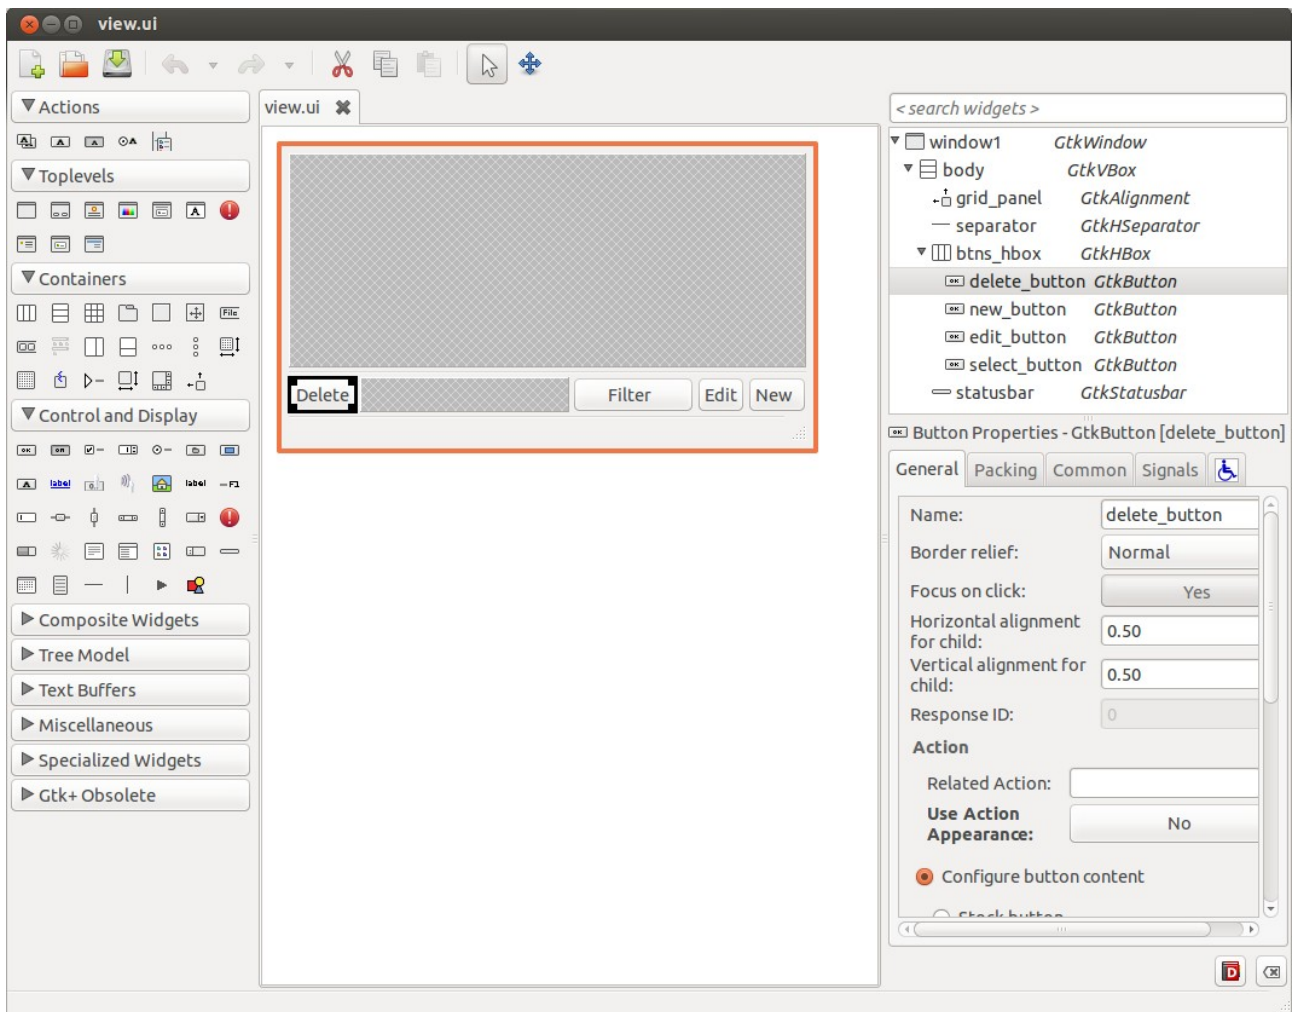 view.ui
Actions
Toplevels
Containers
File
Control and Display
label
label
Composite Widgets
Tree Model
Text Buffers
Miscellaneous
Specialized Widgets
Gtk+ Obsolete
view.ui
Delete
Filter
Edit
New
< search widgets >
window1 GtkWindow
body GtkVBox
grid_panel GtkAlignment
separator GtkHSeparator
btns_hbox GtkHBox
delete_button GtkButton
new_button GtkButton
edit_button GtkButton
select_button GtkButton
statusbar GtkStatusbar
Button Properties - GtkButton [delete_button]
General Packing Common Signals
Name: delete_button
Border relief: Normal
Focus on click: Yes
Horizontal alignment
for child: 0.50
Vertical alignment for
child: 0.50
Response ID: 0
Action
Related Action:
Use Action
Appearance: No
Configure button content
Stock button